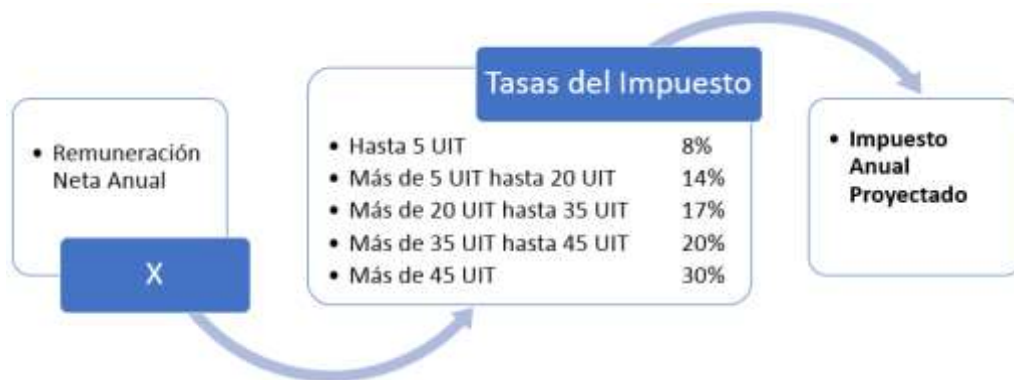 • Remuneración
Neta Anual
X
Tasas del Impuesto
• Hasta 5 UIT 8%
• Más de 5 UIT hasta 20 UIT 14%
• Más de 20 UIT hasta 35 UIT 17%
• Más de 35 UIT hasta 45 UIT 20%
• Más de 45 UIT 30%
• Impuesto
Anual
Proyectado